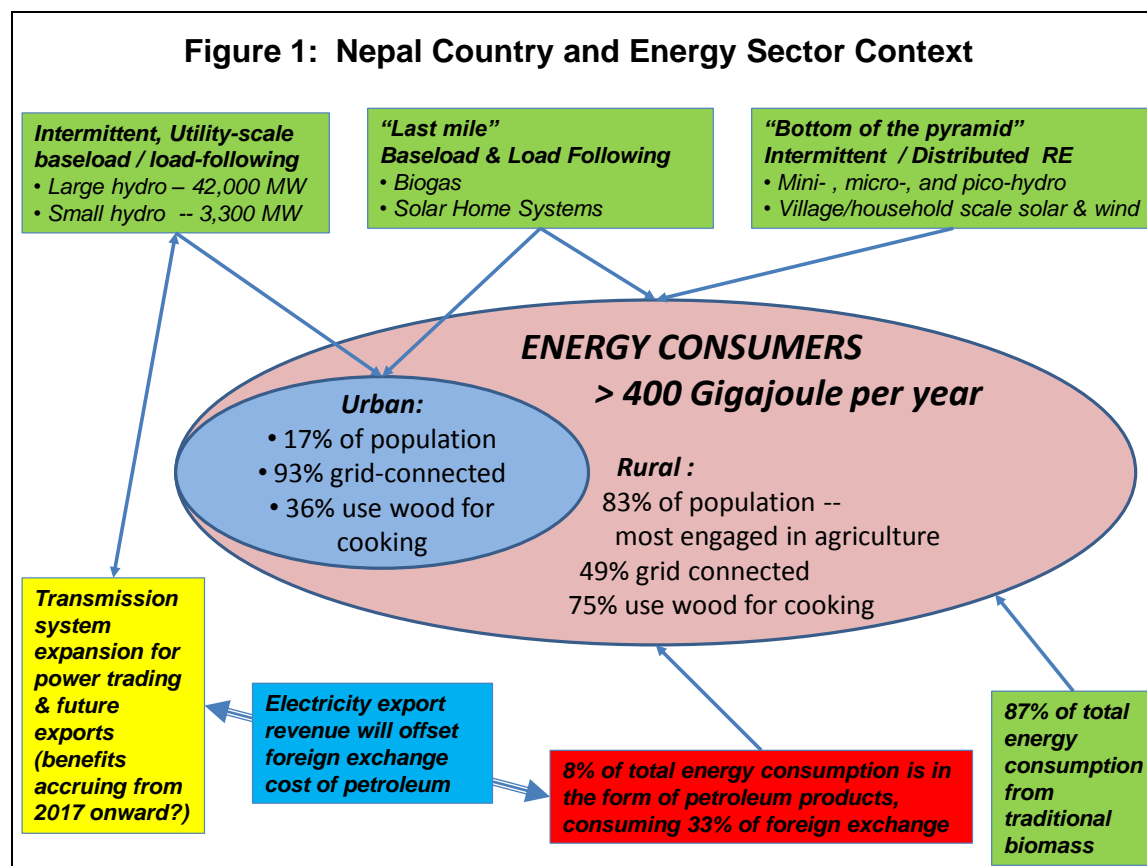 Figure 1:  Nepal Country and Energy Sector Context
Intermittent, Utility-scale
baseload / load-following
• Large hydro – 42,000 MW
• Small hydro  -- 3,300 MW
“Last mile”
Baseload & Load Following
• Biogas
• Solar Home Systems
“Bottom of the pyramid”
Intermittent  / Distributed  RE
• Mini- , micro-, and pico-hydro
• Village/household scale solar & wind
ENERGY CONSUMERS
> 400 Gigajoule per year
Urban:
• 17% of population
• 93% grid-connected
• 36% use wood for
cooking
Rural :
83% of population --
most engaged in agriculture
49% grid connected
75% use wood for cooking
Transmission
system
expansion for
power trading
& future
exports
(benefits
accruing from
2017 onward?)
Electricity export
revenue will offset
foreign exchange
cost of petroleum
8% of total energy consumption is in
the form of petroleum products,
consuming 33% of foreign exchange
87% of total
energy
consumption
from
traditional
biomass